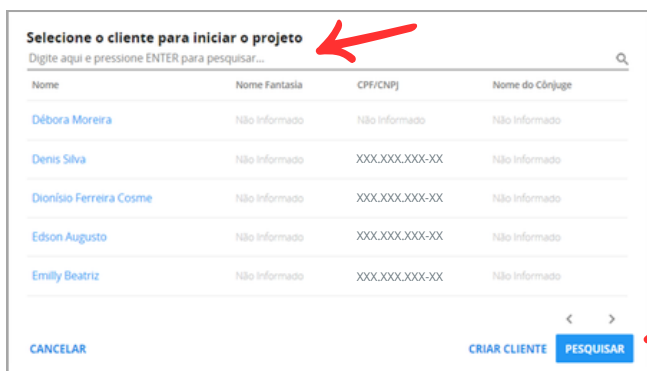 Selecione o cliente para iniciar o projeto
Digite aqui e pressione ENTER para pesquisar...
Nome Nome Fantasia CPF/CNPJ Nome do Cônjuge
Débora Moreira Não Informado Não Informado Não Informado
Denis Silva Não Informado XXX.XXX.XXX-XX Não Informado
Dionísio Ferreira Cosme Não Informado XXX.XXX.XXX-XX Não Informado
Edson Augusto Não Informado XXX.XXX.XXX-XX Não Informado
Emilly Beatriz Não Informado XXX.XXX.XXX-XX Não Informado
CANCELAR CRIAR CLIENTE PESQUISAR